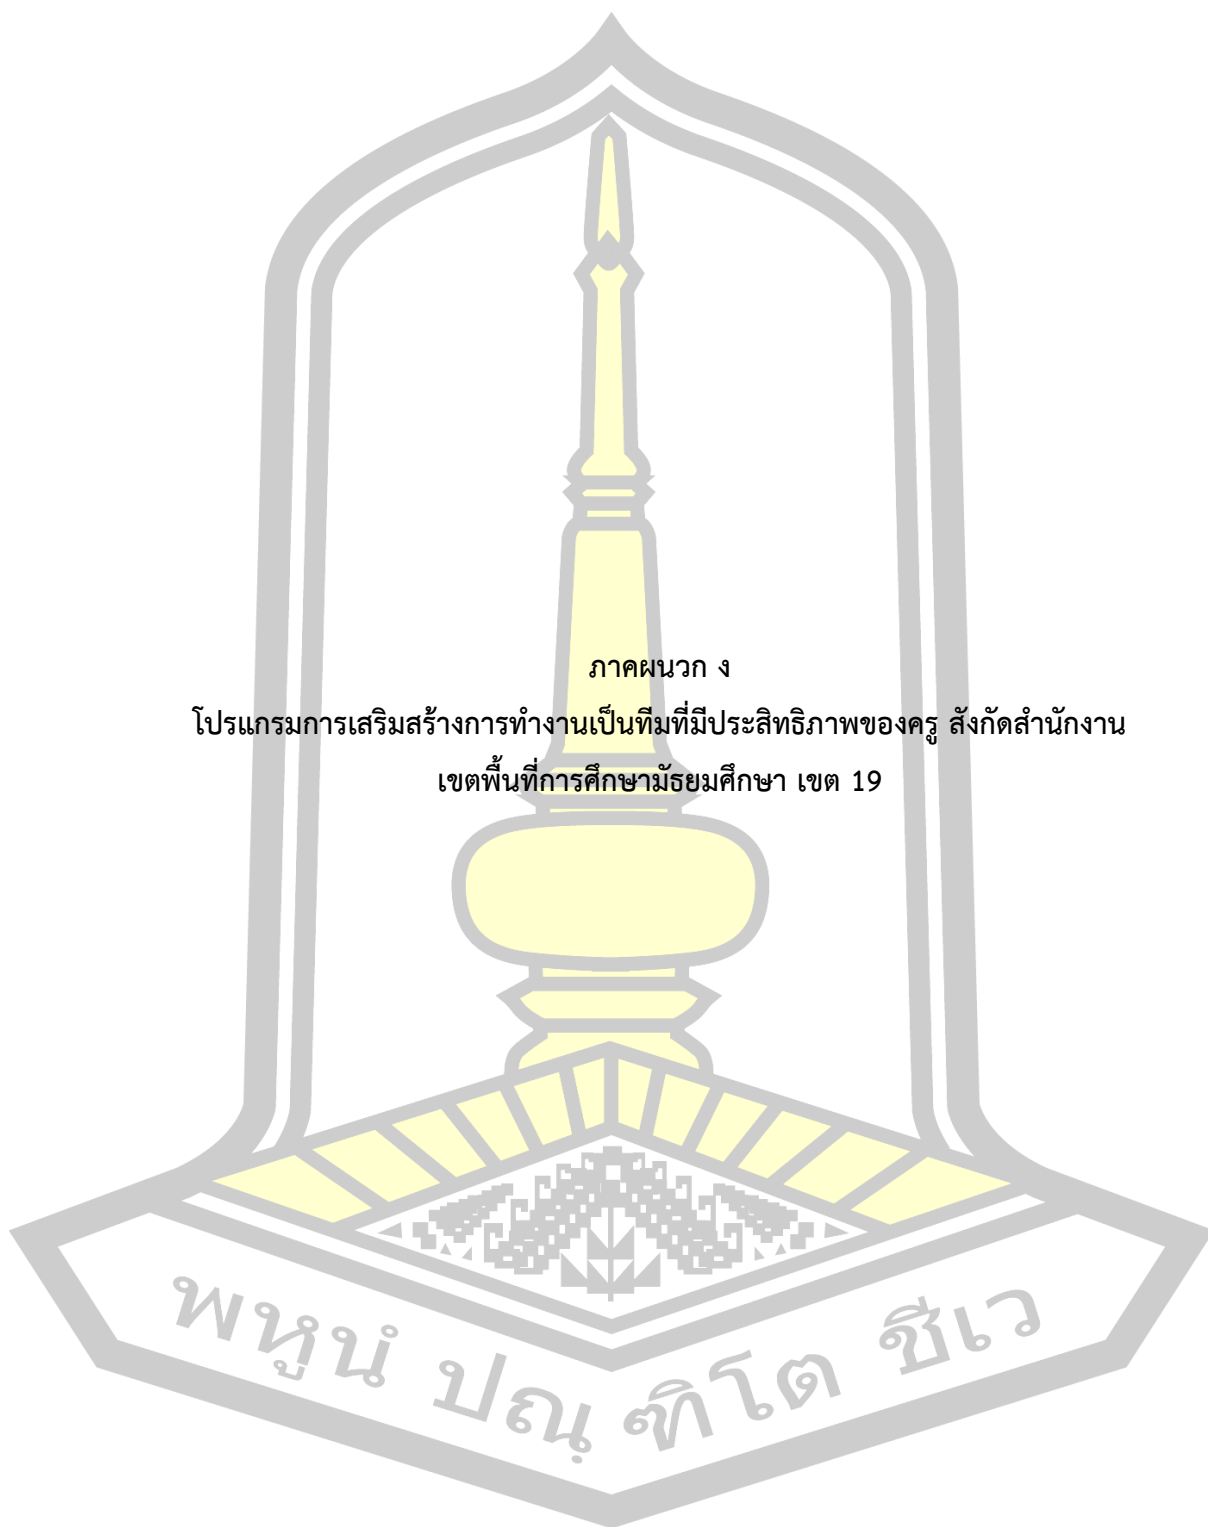 ภาคผนวก ง
โปรแกรมการเสริมสร้างการทำงานเป็นทีมที่มีประสิทธิภาพของครู สังกัดสำนักงาน
เขตพื้นที่การศึกษามัธยมศึกษา เขต 19
พหูนํ ปณฺฑิโต ชีเว